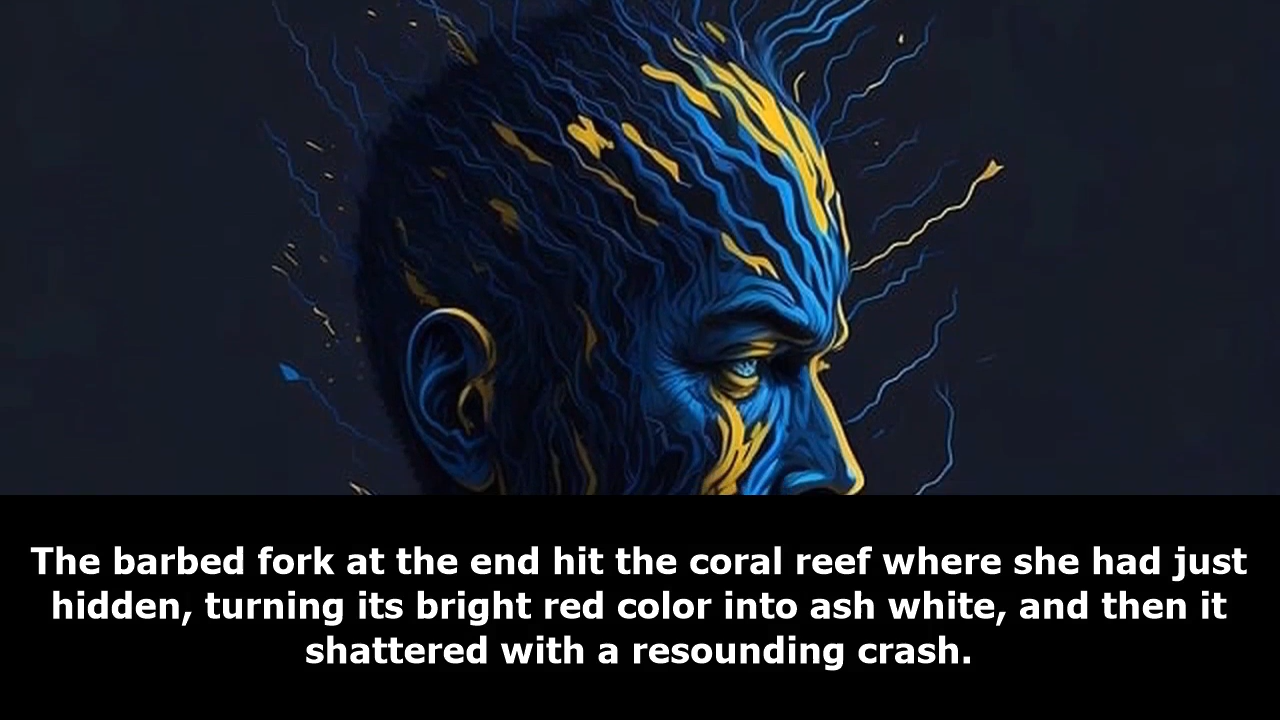 The barbed fork at the end hit the coral reef where she had just
hidden, turning its bright red color into ash white, and then it
shattered with a resounding crash.